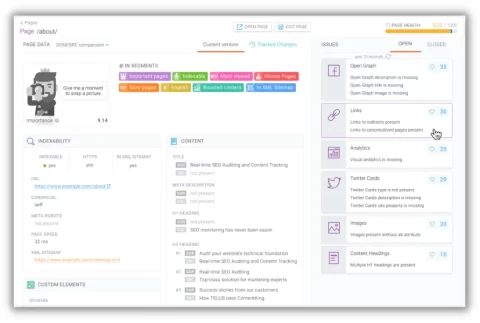 < Pages
Page /about/
OPEN PAGE
EDIT PAGE
PAGE HEALTH
PAGE DATA
DOM/SRC comparison
Current version
Tracked Changes
ISSUES
OPEN
CLOSED
# IN SEGMENTS
Important pages
Indexable
Most viewed
Money Pages
Slow pages
English
Boosted content
In XML Sitemap
Give me a moment
to snap a picture.
Importance
9.14
Open Graph
35
Open Graph description is missing
Open Graph title is missing
Open Graph image is missing
Links
30
Links to redirects present
Links to canonicalized pages present
Analytics
20
Visual analytics is missing
Twitter Cards
20
Twitter Cards type is not present
Twitter Cards description is missing
Twitter Cards site property is missing
Images
20
Images present without alt attribute
Content Headings
10
Multiple H1 headings are present
INDEXABILITY
INDEXABLE
HTTPS
IN XML SITEMAP
yes
yes
yes
URL
https://www.example.com/about
CANONICAL
self
META ROBOTS
not present
PAGE SPEED
32 ms
XML SITEMAP
https://www.example.com/sitemap.xml
CUSTOM ELEMENTS
SCHEMA
CONTENT
TITLE
Real-time SEO Auditing and Content Tracking
not present
META DESCRIPTION
not present
not present
H1 HEADING
not present
SEO monitoring has never been easier
H2 HEADING
#1
Audit your website's technical foundation
Real-time SEO Auditing and Content Tracking
#2
Real-time SEO Auditing
Top-class solution for marketing experts
#3
Success stories from our customers
How TELUS uses ContentKing